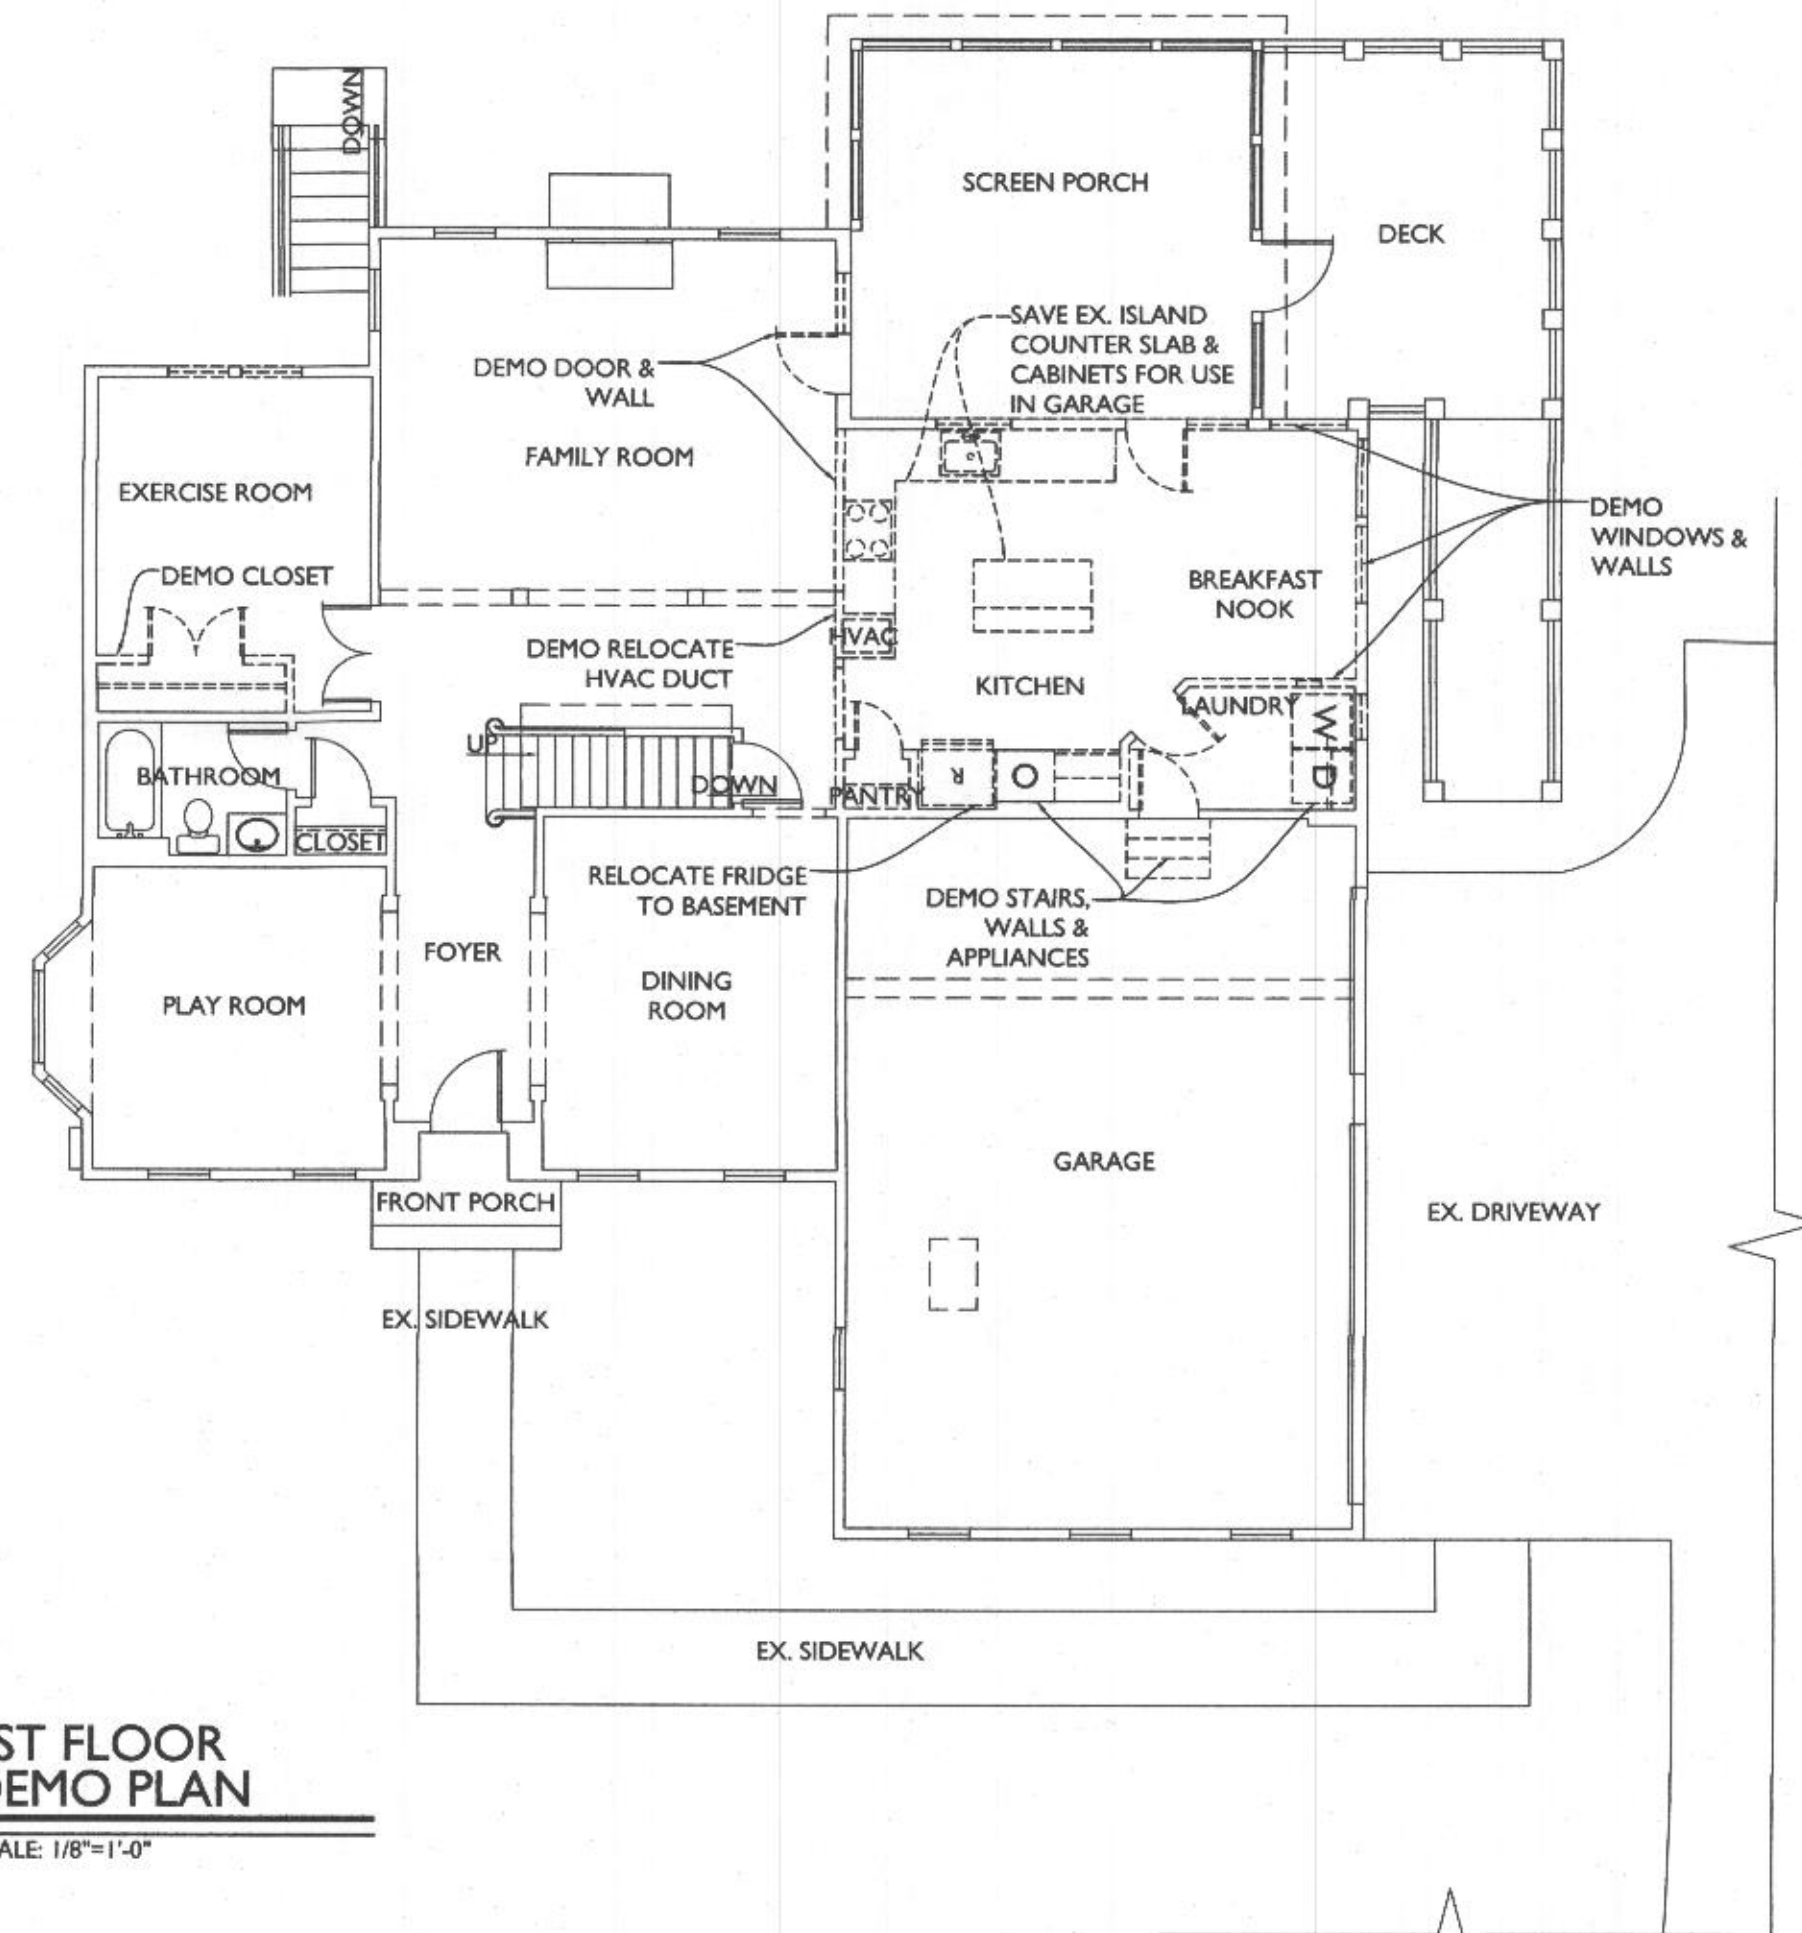 DOWN
SCREEN PORCH
DECK
SAVE EX. ISLAND
COUNTER SLAB &
CABINETS FOR USE
IN GARAGE
DEMO DOOR &
WALL
FAMILY ROOM
EXERCISE ROOM
DEMO
WINDOWS &
WALLS
DEMO CLOSET
BREAKFAST
NOOK
HVAC
DEMO RELOCATE
HVAC DUCT
KITCHEN
LAUNDRY
W
UP
BATHROOM
DOWN
PANTRY
R
O
D
CLOSET
RELOCATE FRIDGE
TO BASEMENT
DEMO STAIRS,
WALLS &
APPLIANCES
FOYER
DINING
ROOM
PLAY ROOM
GARAGE
FRONT PORCH
EX. DRIVEWAY
EX. SIDEWALK
EX. SIDEWALK
ST FLOOR
DEMO PLAN
ALE: 1/8"=1'-0"